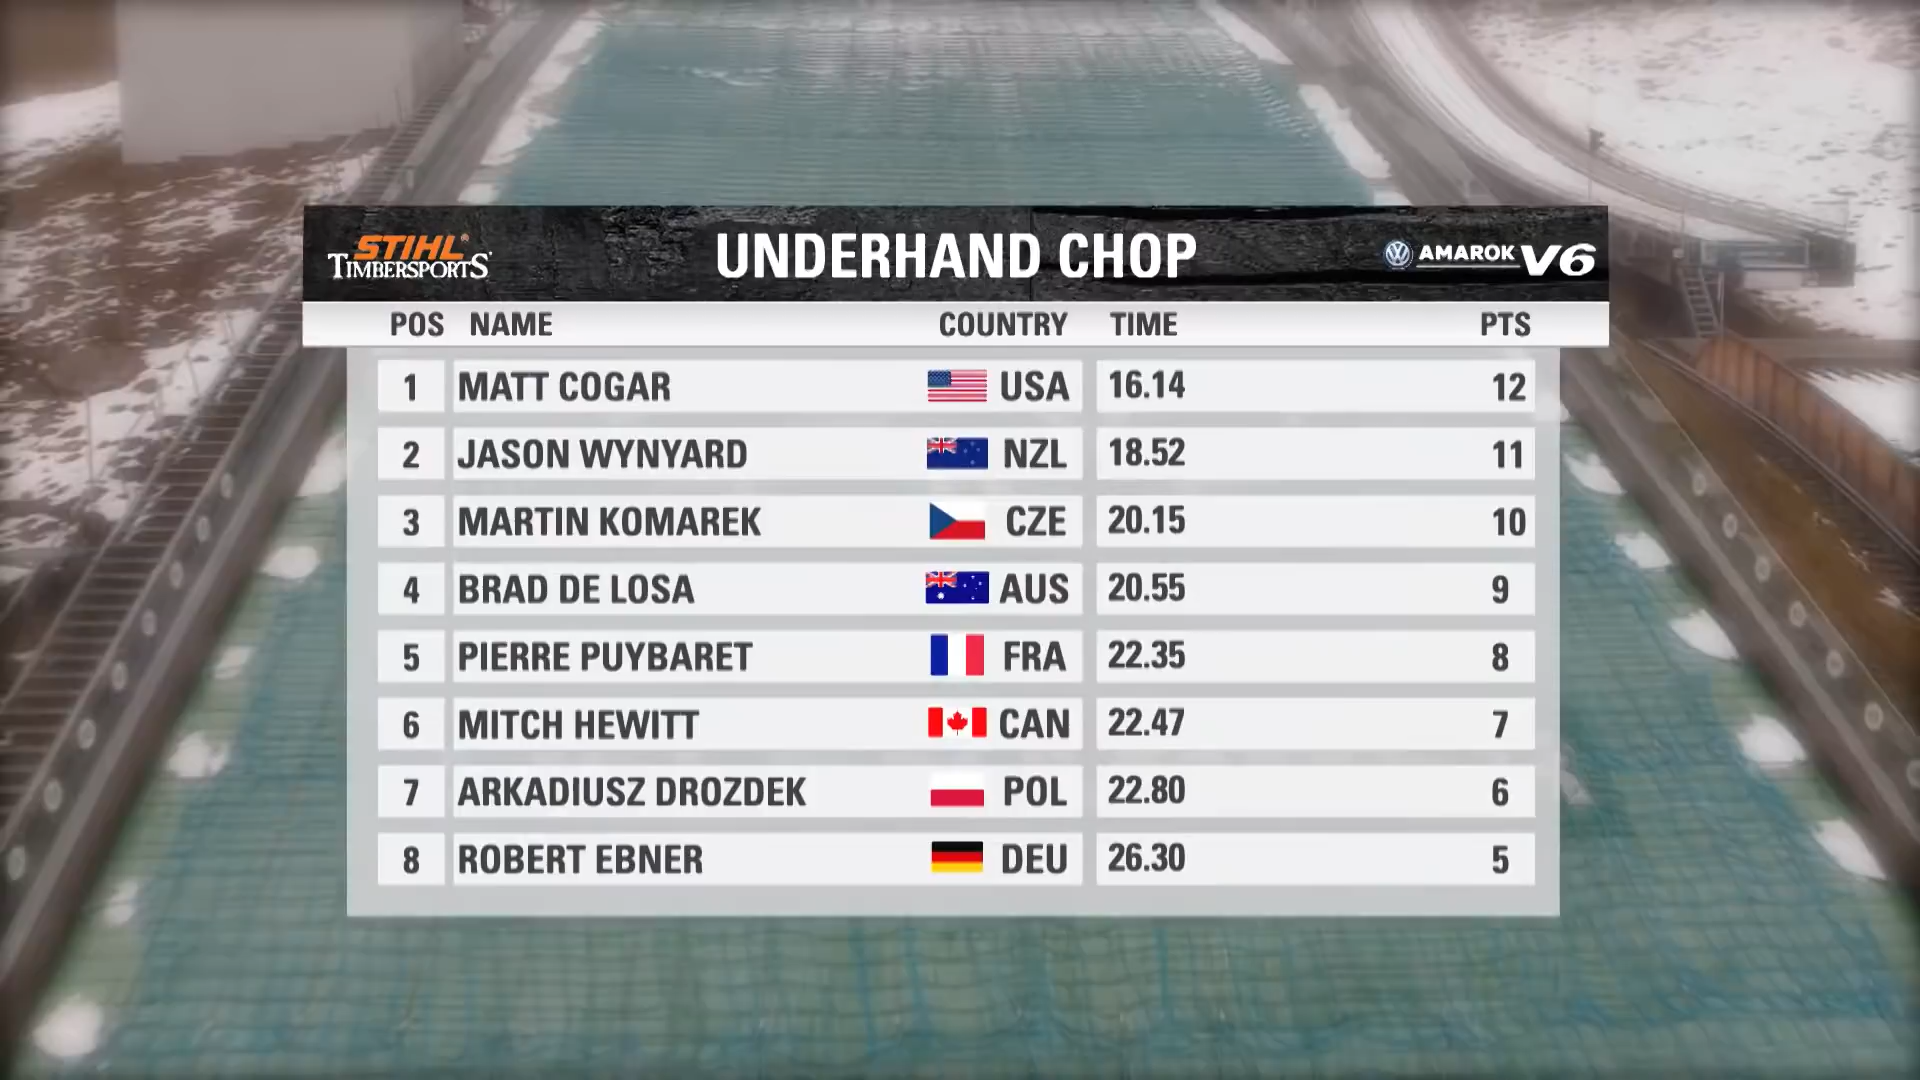 STIHL
TIMBERSPORTS
UNDERHAND CHOP
AMAROK V6
POS NAME COUNTRY TIME PTS
1 MATT COGAR USA 16.14 12
2 JASON WYNYARD NZL 18.52 11
3 MARTIN KOMAREK CZE 20.15 10
4 BRAD DE LOSA AUS 20.55 9
5 PIERRE PUYBARET FRA 22.35 8
6 MITCH HEWITT CAN 22.47 7
7 ARKADIUSZ DROZDEK POL 22.80 6
8 ROBERT EBNER DEU 26.30 5